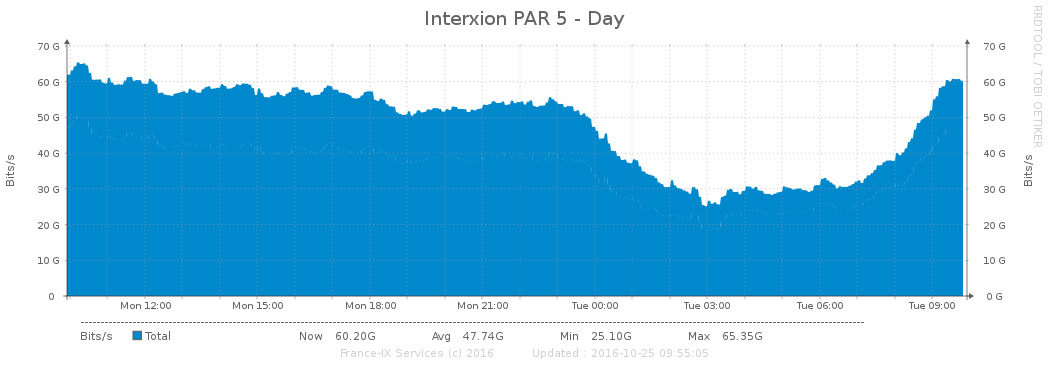 Interxion PAR 5 - Day
RRDTOOL / TOBI OETIKER
Bits/s
70 G
60 G
50 G
40 G
30 G
20 G
10 G
0
70 G
60 G
50 G
40 G
30 G
20 G
10 G
0 G
Bits/s
Mon 12:00 Mon 15:00 Mon 18:00 Mon 21:00 Tue 00:00 Tue 03:00 Tue 06:00 Tue 09:00
Bits/s Total Now 60.20G Avg 47.74G Min 25.10G Max 65.35G
France-IX Services (c) 2016 Updated : 2016-10-25 09:55:05